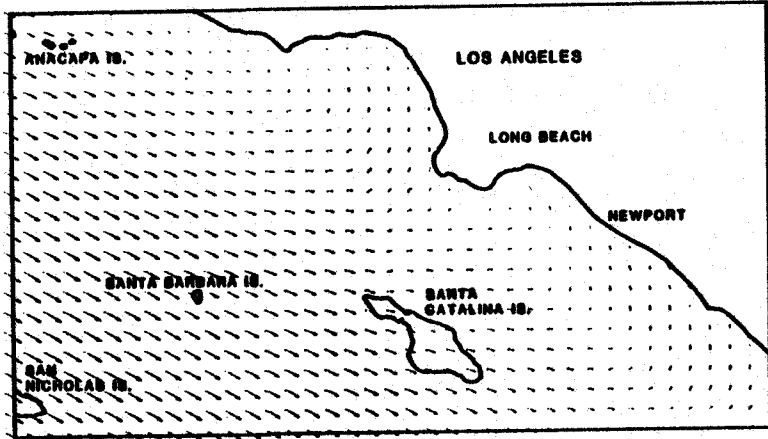 ANACAPA IS.
LOS ANGELES
LONG BEACH
NEWPORT
SANTA BARBARA IS.
SANTA
CATALINA IS.
SAN
NICHOLAS IS.